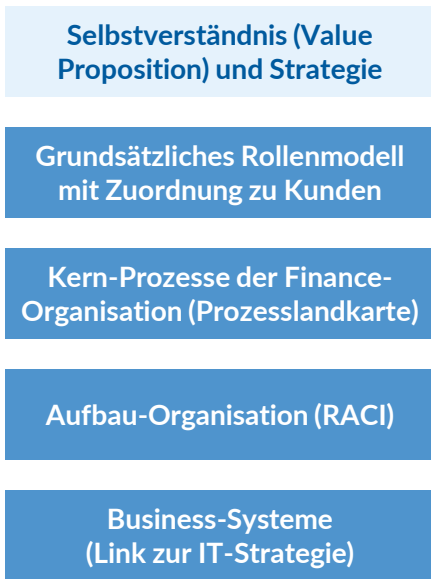 Selbstverständnis (Value
Proposition) und Strategie
Grundsätzliches Rollenmodell
mit Zuordnung zu Kunden
Kern-Prozesse der Finance-
Organisation (Prozesslandkarte)
Aufbau-Organisation (RACI)
Business-Systeme
(Link zur IT-Strategie)